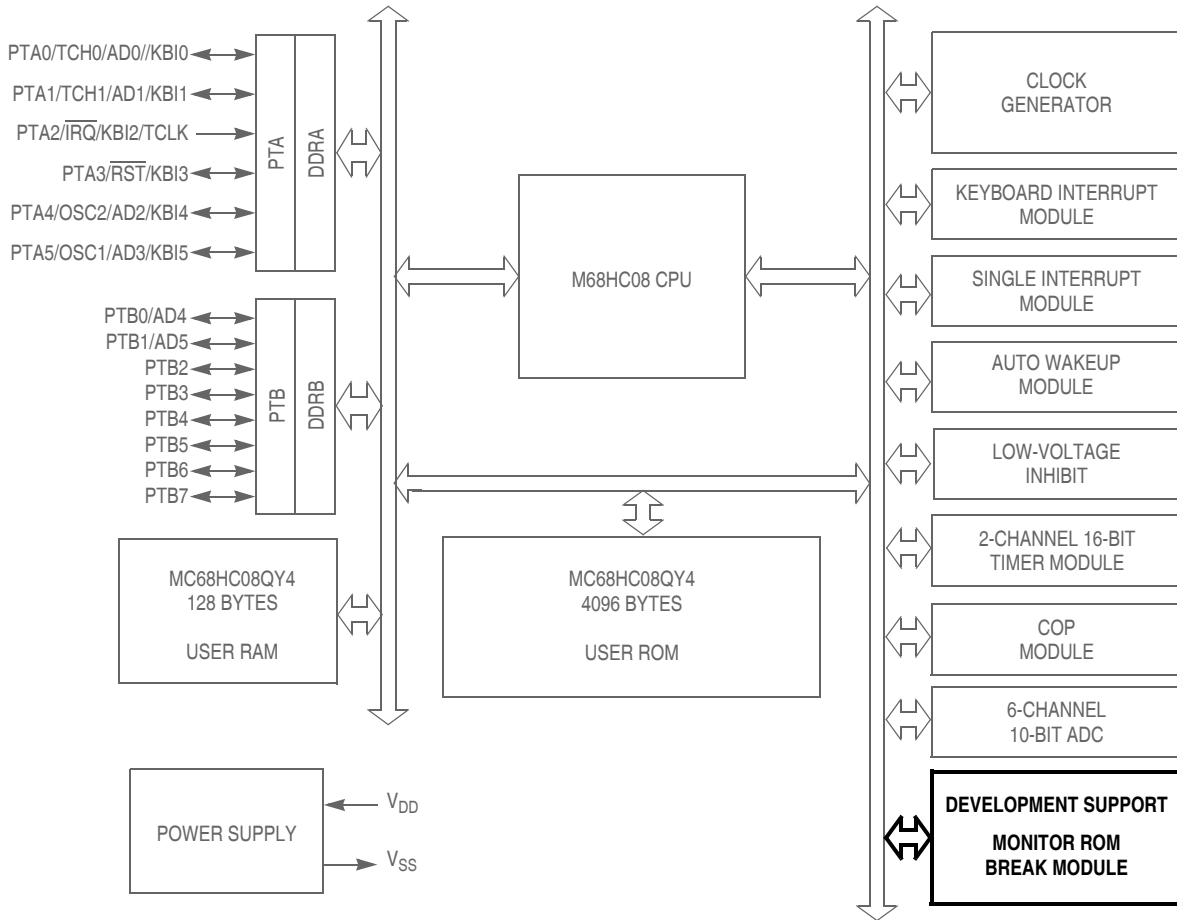 PTA0/TCH0/AD0//KBI0
PTA1/TCH1/AD1/KBI1
PTA2/IRQ/KBI2/TCLK
PTA3/RST/KBI3
PTA4/OSC2/AD2/KBI4
PTA5/OSC1/AD3/KBI5
PTA
DDRA
PTB0/AD4
PTB1/AD5
PTB2
PTB3
PTB4
PTB5
PTB6
PTB7
PTB
DDRB
M68HC08 CPU
MC68HC08QY4
128 BYTES
USER RAM
MC68HC08QY4
4096 BYTES
USER ROM
POWER SUPPLY
VDD
VSS
CLOCK
GENERATOR
KEYBOARD INTERRUPT
MODULE
SINGLE INTERRUPT
MODULE
AUTO WAKEUP
MODULE
LOW-VOLTAGE
INHIBIT
2-CHANNEL 16-BIT
TIMER MODULE
COP
MODULE
6-CHANNEL
10-BIT ADC
DEVELOPMENT SUPPORT
MONITOR ROM
BREAK MODULE